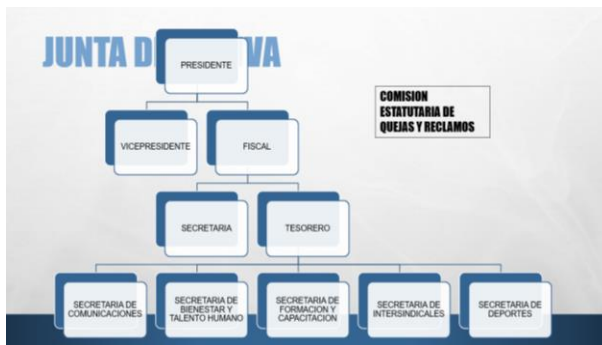 JUNTA D VA
PRESIDENTE
COMISION
ESTATUTARIA DE
QUEJAS Y RECLAMOS
VICEPRESIDENTE
FISCAL
SECRETARIA
TESORERO
SECRETARIA DE
COMUNICACIONES
SECRETARIA DE
BIENESTAR Y
TALENTO HUMANO
SECRETARIA DE
FORMACION Y
CAPACITACION
SECRETARIA DE
INTERSINDICALES
SECRETARIA DE
DEPORTES